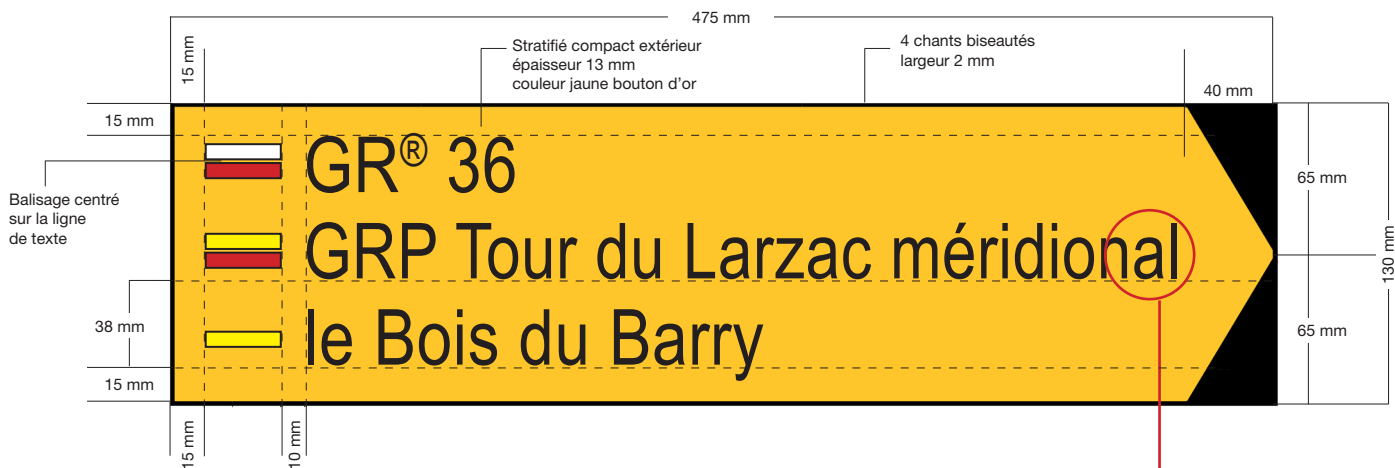 475 mm
15 mm
Stratifié compact extérieur
épaisseur 13 mm
couleur jaune bouton d'or
4 chants biseautés
largeur 2 mm
40 mm
15 mm
GR® 36
65 mm
Balisage centré
sur la ligne
de texte
GRP Tour du Larzac méridional
130 mm
38 mm
le Bois du Barry
65 mm
15 mm
15 mm
10 mm